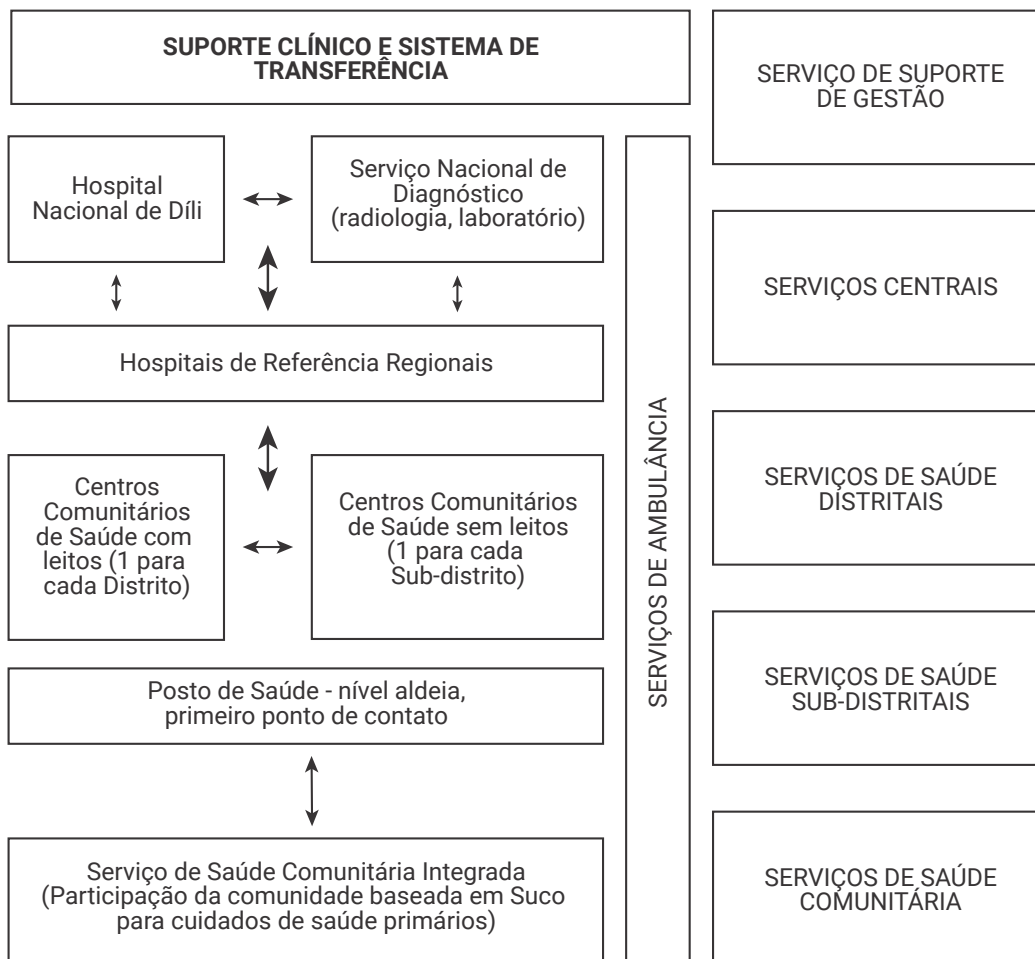 SUPORTE CLÍNICO E SISTEMA DE
TRANSFERÊNCIA
SERVIÇO DE SUPORTE
DE GESTÃO
Hospital
Nacional de Díli
Serviço Nacional de
Diagnóstico
(radiologia, laboratório)
SERVIÇOS CENTRAIS
Hospitais de Referência Regionais
Centros
Comunitários
de Saúde com
leitos (1 para
cada Distrito)
Centros Comunitários
de Saúde sem leitos
(1 para cada
Sub-distrito)
SERVIÇOS DE AMBULÂNCIA
SERVIÇOS DE SAÚDE
DISTRITAIS
Posto de Saúde - nível aldeia,
primeiro ponto de contato
SERVIÇOS DE SAÚDE
SUB-DISTRITAIS
Serviço de Saúde Comunitária Integrada
(Participação da comunidade baseada em Suco
para cuidados de saúde primários)
SERVIÇOS DE SAÚDE
COMUNITÁRIA